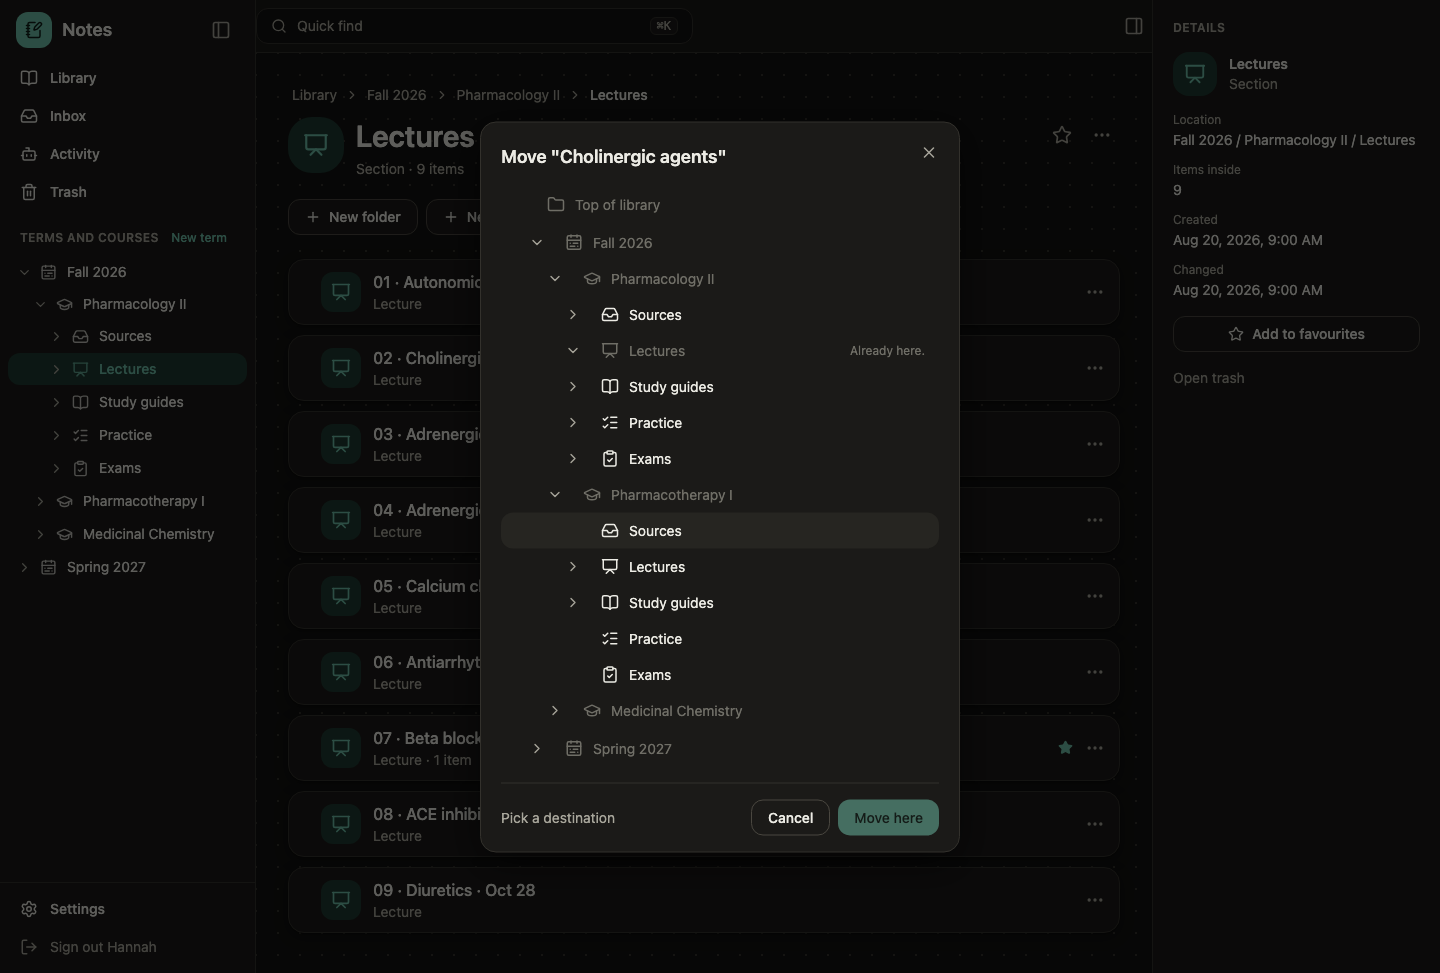 Notes
Library
Inbox
Activity
Trash
TERMS AND COURSES New term
Fall 2026
Pharmacology II
Sources
Lectures
Study guides
Practice
Exams
Pharmacotherapy I
Medicinal Chemistry
Spring 2027
Settings
Sign out Hannah
Quick find ⌘K
Library > Fall 2026 > Pharmacology II > Lectures
Lectures
Section · 9 items
New folder
01 · Autonomic
Lecture
02 ·
Lecture
03 ·
Lecture
04 ·
Lecture
05 · Calcium
Lecture
06 ·
Lecture
07 · Beta
Lecture · 1 item
08 · ACE
Lecture
09 · Diuretics · Oct 28
Lecture
Move "Cholinergic agents"
Top of library
Fall 2026
Pharmacology II
Sources
Lectures Already here.
Study guides
Practice
Exams
Pharmacotherapy I
Sources
Lectures
Study guides
Practice
Exams
Medicinal Chemistry
Spring 2027
Pick a destination
Cancel
Move here
DETAILS
Lectures
Section
Location
Fall 2026 / Pharmacology II / Lectures
Items inside
9
Created
Aug 20, 2026, 9:00 AM
Changed
Aug 20, 2026, 9:00 AM
Add to favourites
Open trash